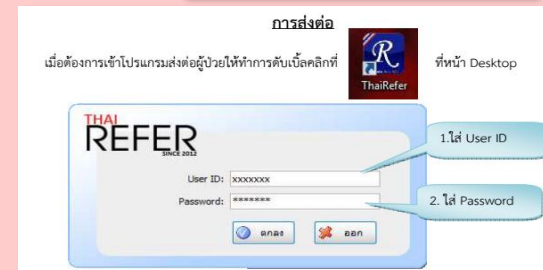 การส่งต่อ
เมื่อต้องการเข้าโปรแกรมส่งต่อผู้ป่วยให้ทำการดับเบิ้ลคลิกที่ R ที่หน้า Desktop
ThaiRefer
THAI
REFER
SINCE 2012
1.ใส่ User ID
User ID: xxxxxxx
Password: *******
2. ใส่ Password
ตกลง ออก